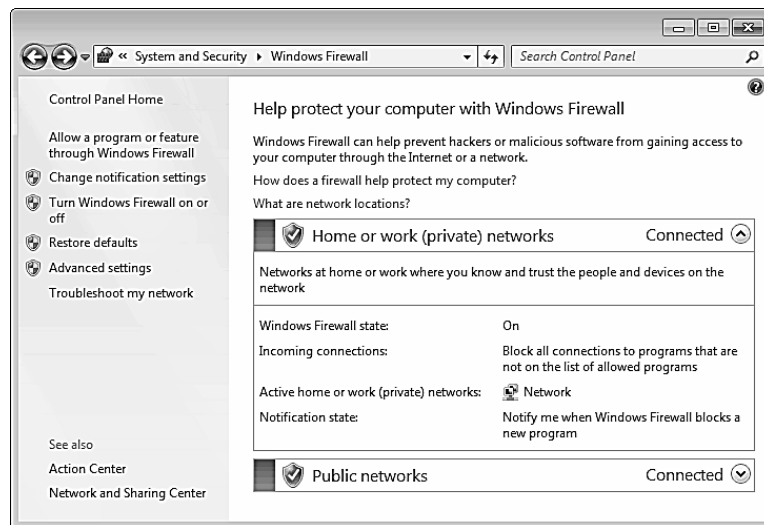 « System and Security ▸ Windows Firewall
Search Control Panel
Control Panel Home
Allow a program or feature
through Windows Firewall
Change notification settings
Turn Windows Firewall on or
off
Restore defaults
Advanced settings
Troubleshoot my network
See also
Action Center
Network and Sharing Center
Help protect your computer with Windows Firewall
Windows Firewall can help prevent hackers or malicious software from gaining access to
your computer through the Internet or a network.
How does a firewall help protect my computer?
What are network locations?
Home or work (private) networks Connected
Networks at home or work where you know and trust the people and devices on the
network
Windows Firewall state: On
Incoming connections: Block all connections to programs that are
not on the list of allowed programs
Active home or work (private) networks: Network
Notification state: Notify me when Windows Firewall blocks a
new program
Public networks Connected